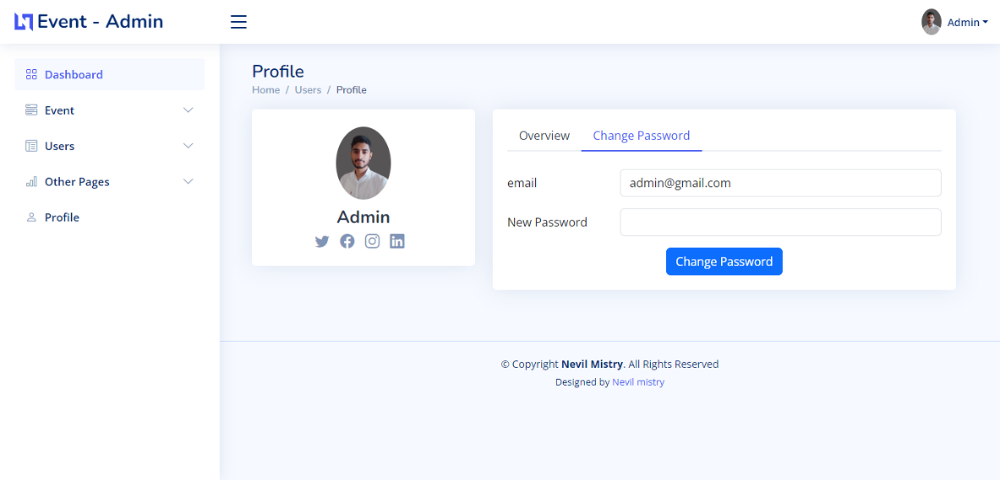 Event - Admin
Admin
Dashboard
Event
Users
Other Pages
Profile
Profile
Home / Users / Profile
Admin
Overview
Change Password
email
admin@gmail.com
New Password
Change Password
© Copyright Nevil Mistry. All Rights Reserved
Designed by Nevil mistry